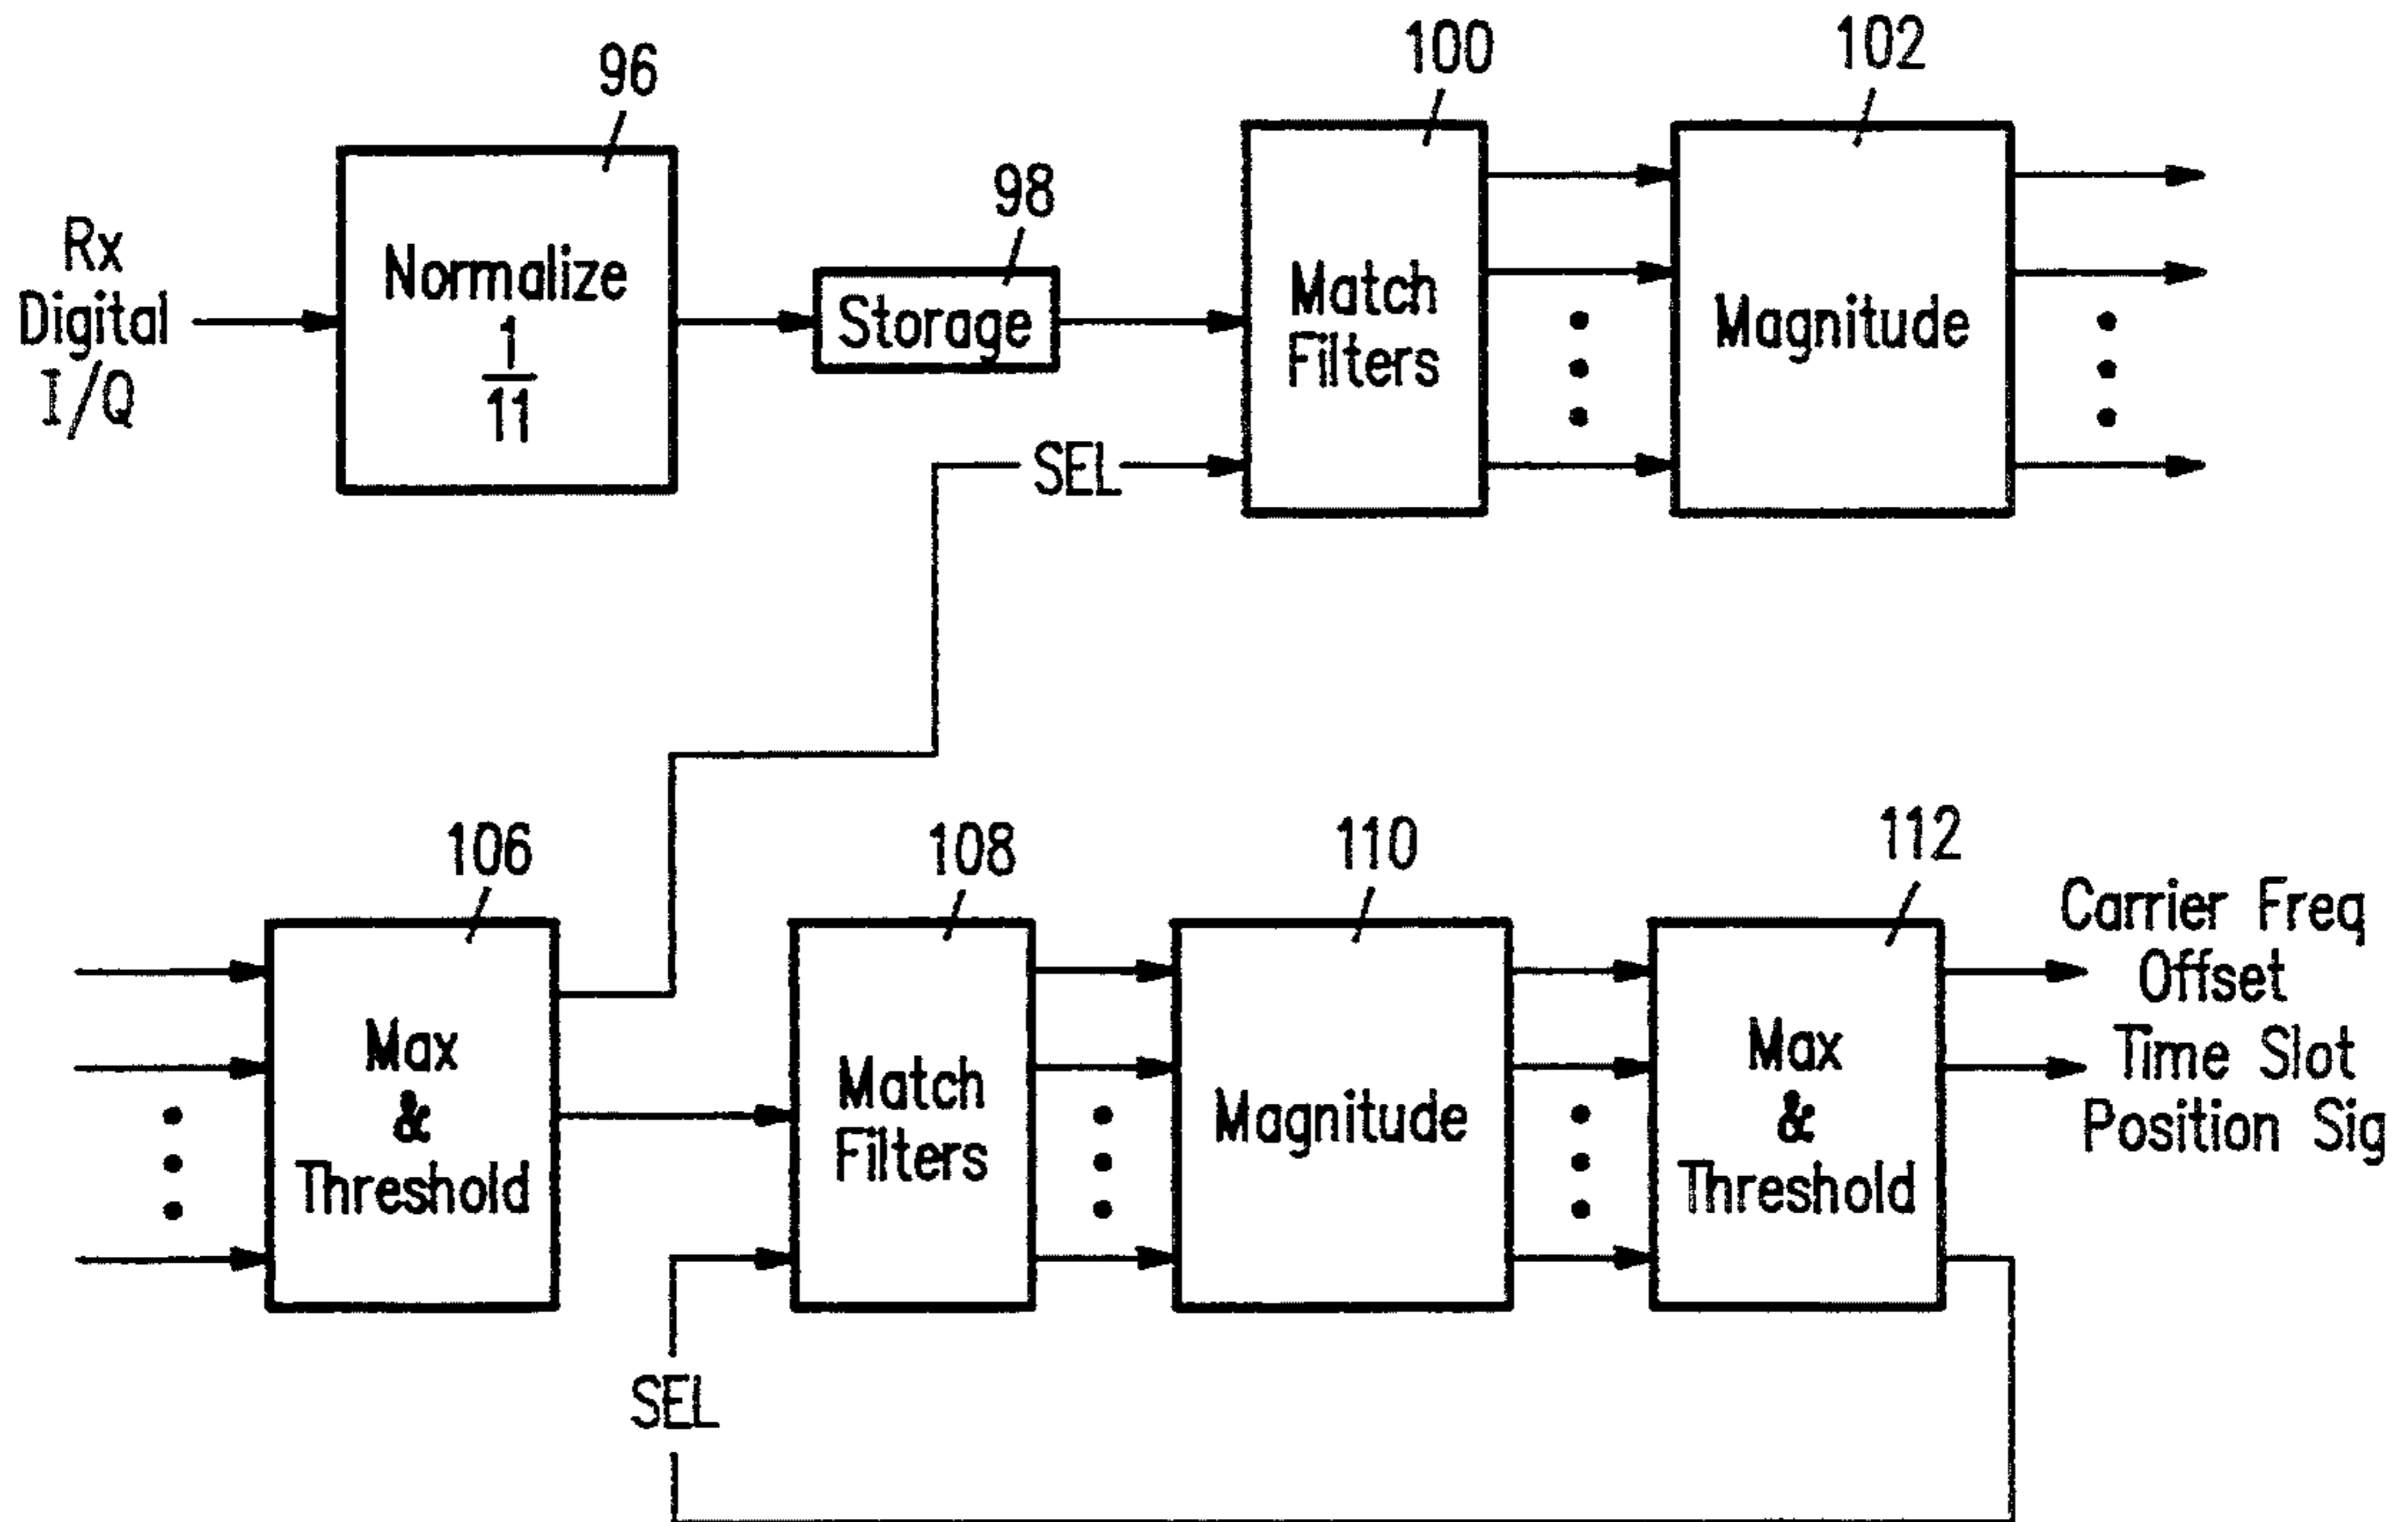 96
98
100
102
Rx
Digital
I/Q
Normalize
1
11
Storage
Match
Filters
Magnitude
SEL
106
108
110
112
Max
&
Threshold
Match
Filters
Magnitude
Max
&
Threshold
Carrier Freq
Offset
Time Slot
Position Sig
SEL